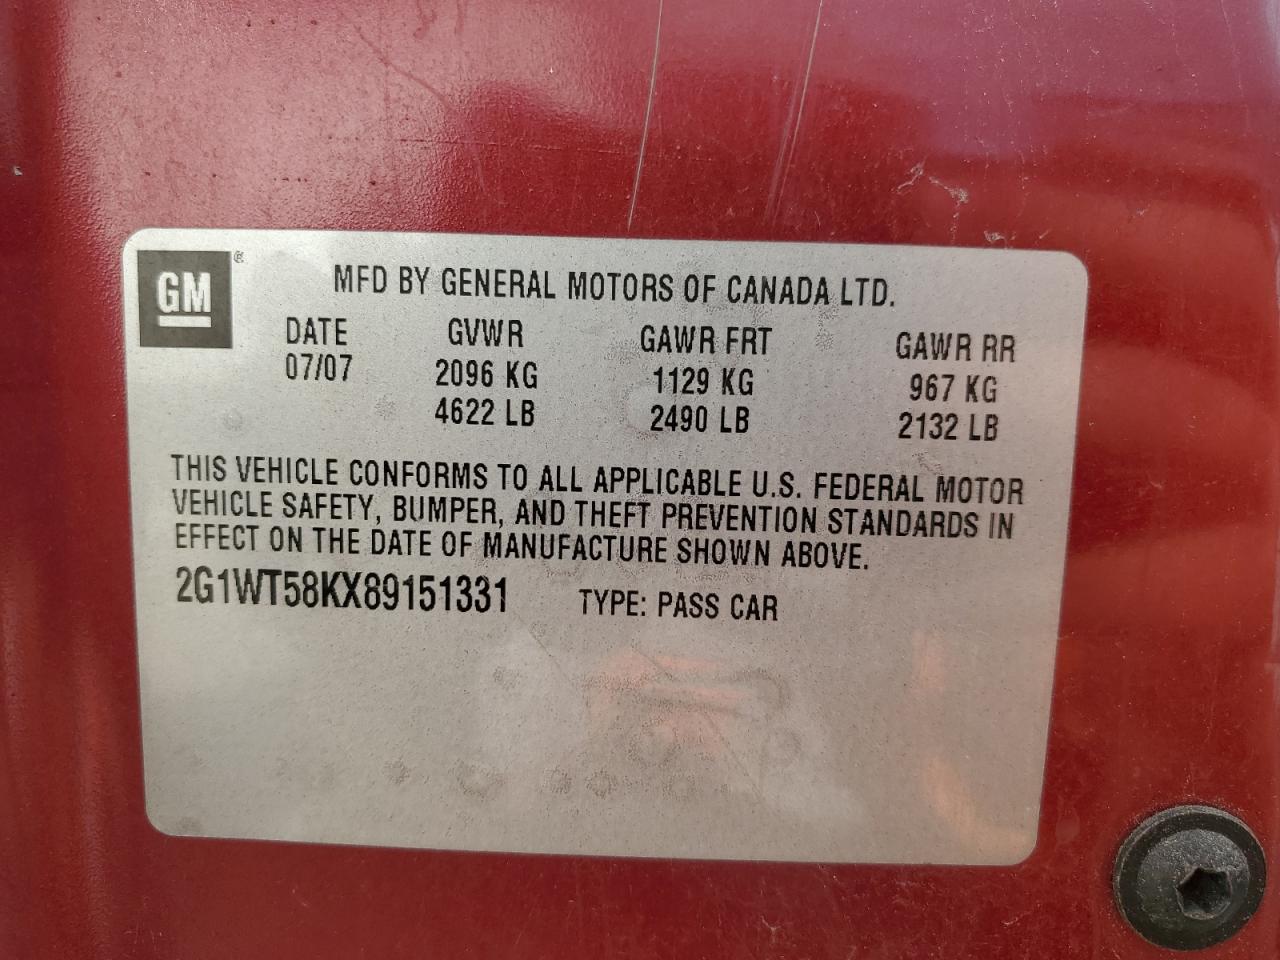 GM ®
MFD BY GENERAL MOTORS OF CANADA LTD.
DATE GVWR GAWR FRT GAWR RR
07/07 2096 KG 1129 KG 967 KG
4622 LB 2490 LB 2132 LB
THIS VEHICLE CONFORMS TO ALL APPLICABLE U.S. FEDERAL MOTOR
VEHICLE SAFETY, BUMPER, AND THEFT PREVENTION STANDARDS IN
EFFECT ON THE DATE OF MANUFACTURE SHOWN ABOVE.
2G1WT58KX89151331 TYPE: PASS CAR